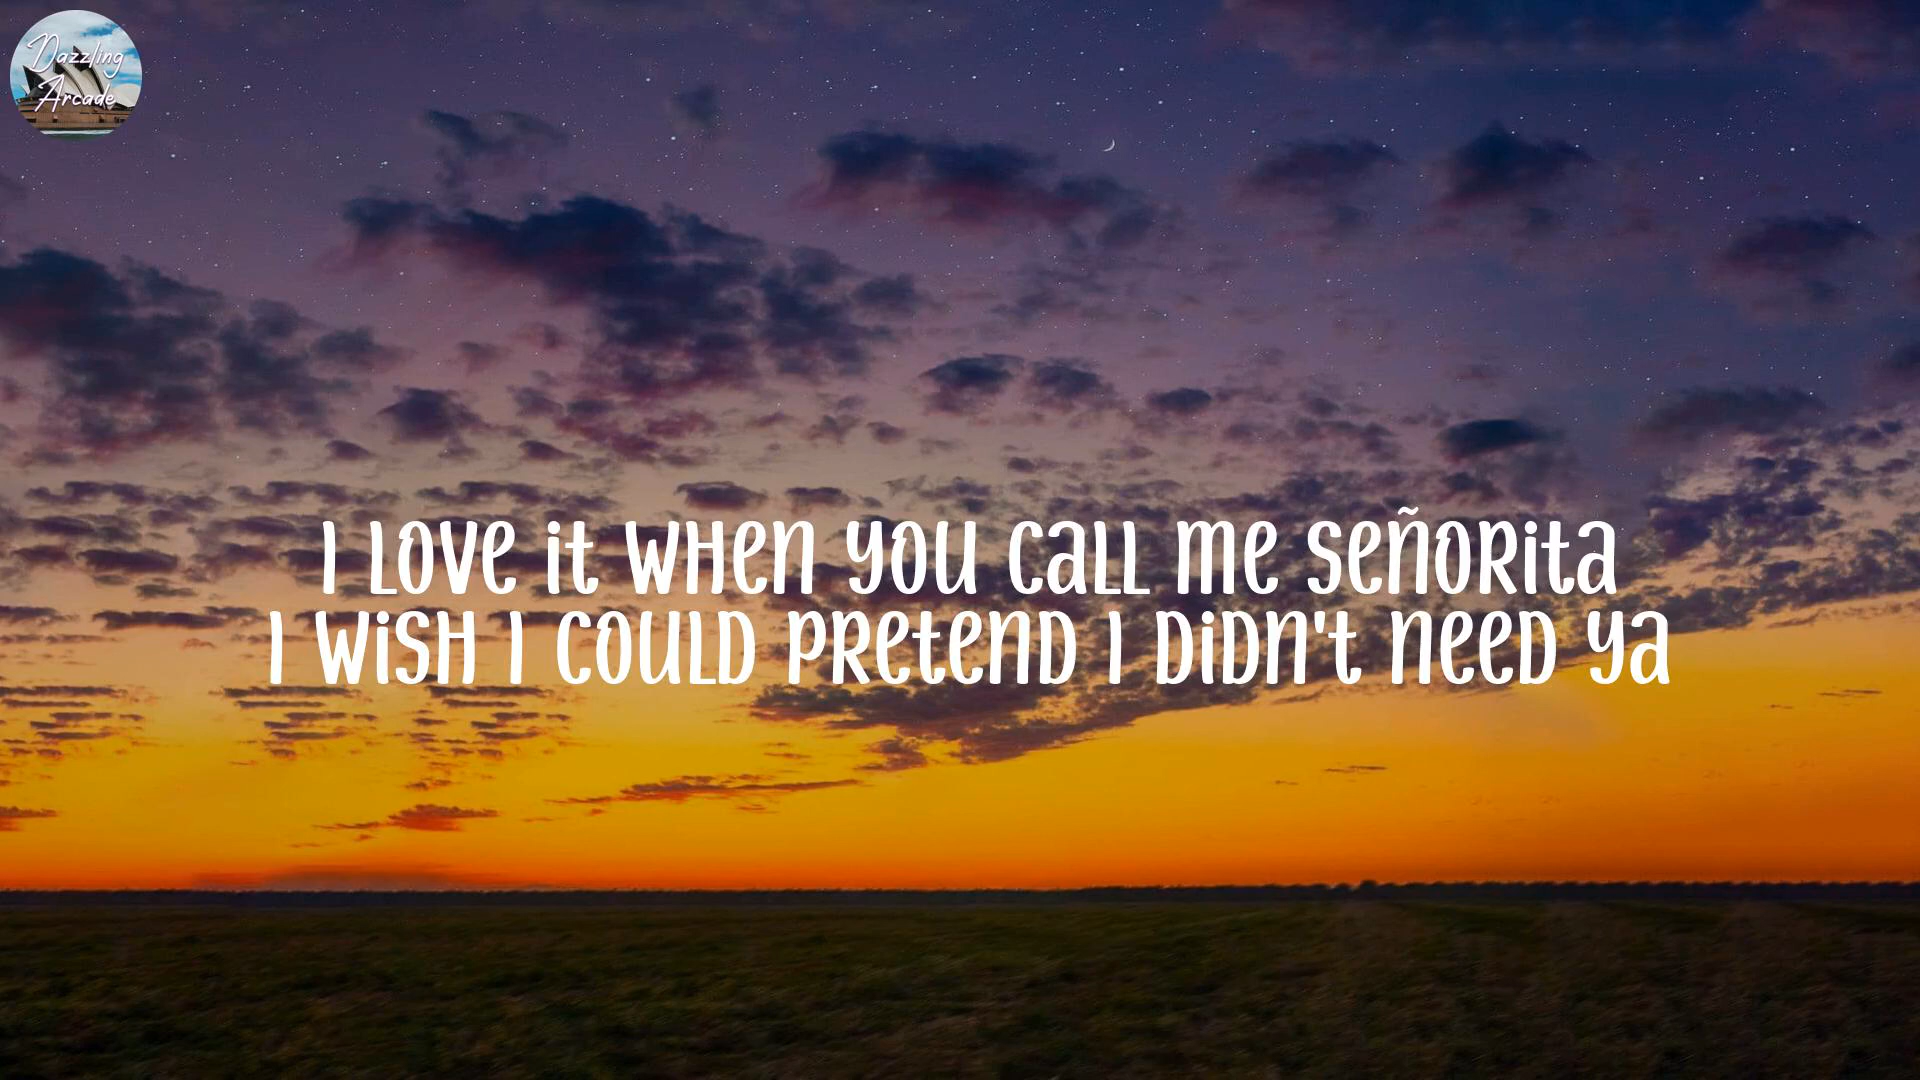 Dazzling
Arcade
I love it when you call me señorita
I wish I could pretend I didn't need ya